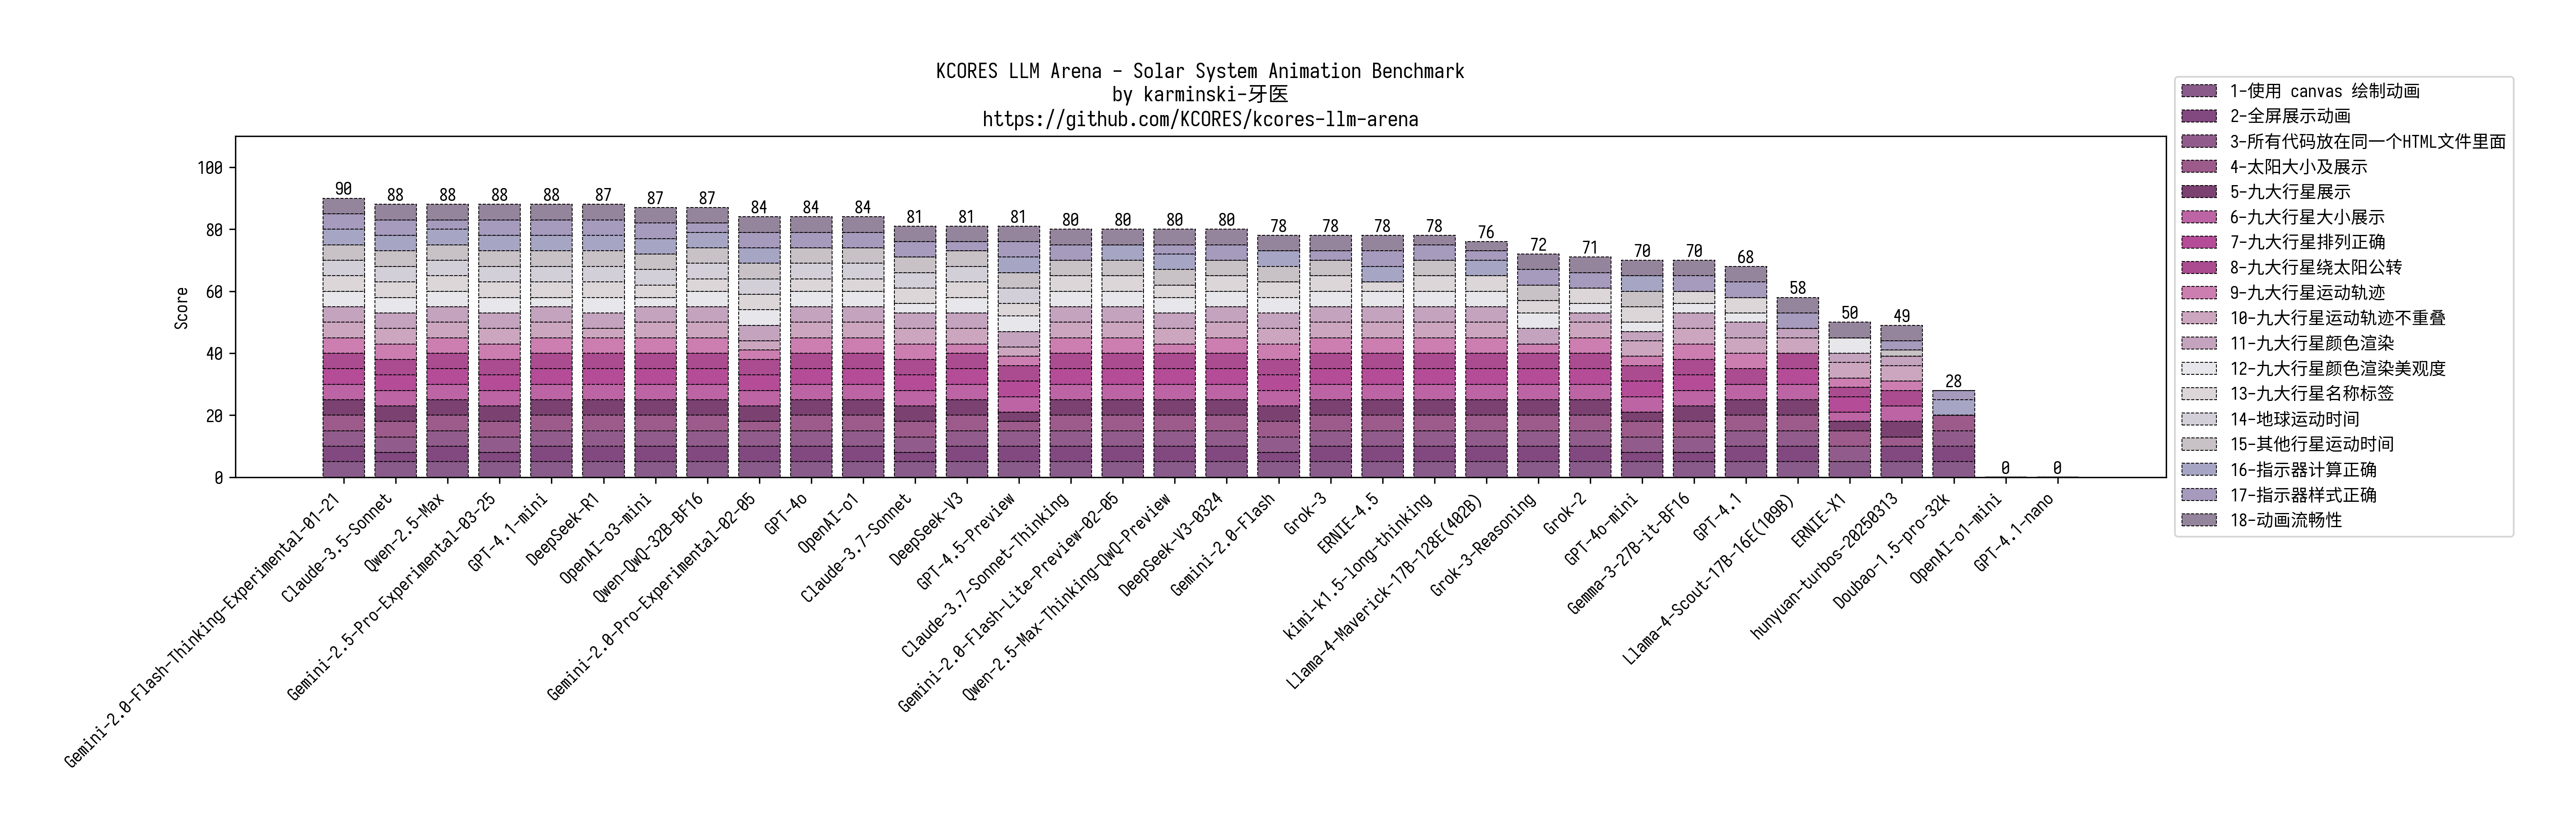 KCORES LLM Arena - Solar System Animation Benchmark
by karminski-牙医
https://github.com/KCORES/kcores-llm-arena
Score
100
80
60
40
20
0
90
88
88
88
88
87
87
87
84
84
84
81
81
81
80
80
80
80
78
78
78
78
76
72
71
70
70
68
58
50
49
28
0
0
Gemini-2.0-Flash-Thinking-Experimental-01-21
Claude-3.5-Sonnet
Qwen-2.5-Max
Gemini-2.5-Pro-Experimental-03-25
GPT-4.1-mini
DeepSeek-R1
OpenAI-o3-mini
Qwen-QwQ-32B-BF16
Gemini-2.0-Pro-Experimental-02-05
GPT-4o
OpenAI-o1
Claude-3.7-Sonnet
DeepSeek-V3
GPT-4.5-Preview
Claude-3.7-Sonnet-Thinking
Gemini-2.0-Flash-Lite-Preview-02-05
Qwen-2.5-Max-Thinking-QwQ-Preview
DeepSeek-V3-0324
Gemini-2.0-Flash
Grok-3
ERNIE-4.5
kimi-k1.5-long-thinking
Llama-4-Maverick-17B-128E(402B)
Grok-3-Reasoning
Grok-2
GPT-4o-mini
Gemma-3-27B-it-BF16
GPT-4.1
Llama-4-Scout-17B-16E(109B)
ERNIE-X1
hunyuan-turbos-20250313
Doubao-1.5-pro-32k
OpenAI-o1-mini
GPT-4.1-nano
1-使用 canvas 绘制动画
2-全屏展示动画
3-所有代码放在同一个HTML文件里面
4-太阳大小及展示
5-九大行星展示
6-九大行星大小展示
7-九大行星排列正确
8-九大行星绕太阳公转
9-九大行星运动轨迹
10-九大行星运动轨迹不重叠
11-九大行星颜色渲染
12-九大行星颜色渲染美观度
13-九大行星名称标签
14-地球运动时间
15-其他行星运动时间
16-指示器计算正确
17-指示器样式正确
18-动画流畅性